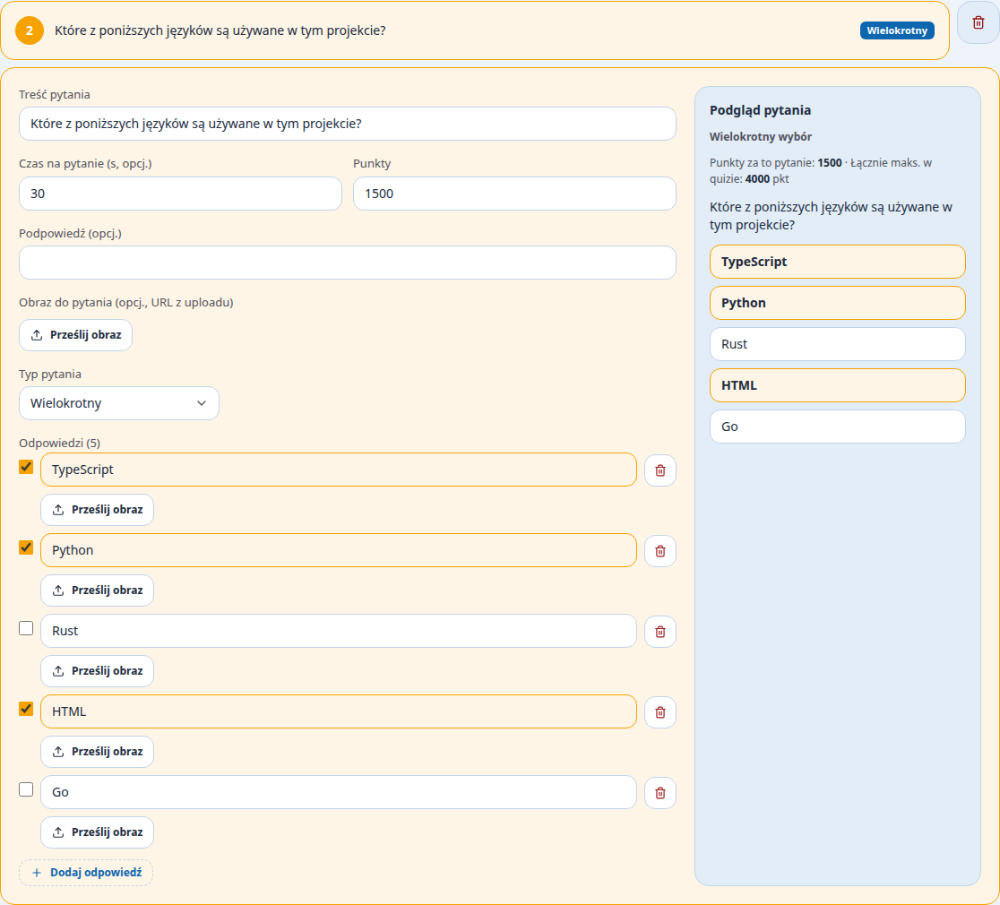 2
Które z poniższych języków są używane w tym projekcie?
Wielokrotny
Treść pytania
Które z poniższych języków są używane w tym projekcie?
Czas na pytanie (s, opcj.)
Punkty
30
1500
Podpowiedź (opcj.)
Obraz do pytania (opcj., URL z uploadu)
Prześlij obraz
Typ pytania
Wielokrotny
Odpowiedzi (5)
TypeScript
Prześlij obraz
Python
Prześlij obraz
Rust
Prześlij obraz
HTML
Prześlij obraz
Go
Prześlij obraz
Dodaj odpowiedź
Podgląd pytania
Wielokrotny wybór
Punkty za to pytanie: 1500 · Łącznie maks. w
quizie: 4000 pkt
Które z poniższych języków są używane w
tym projekcie?
TypeScript
Python
Rust
HTML
Go